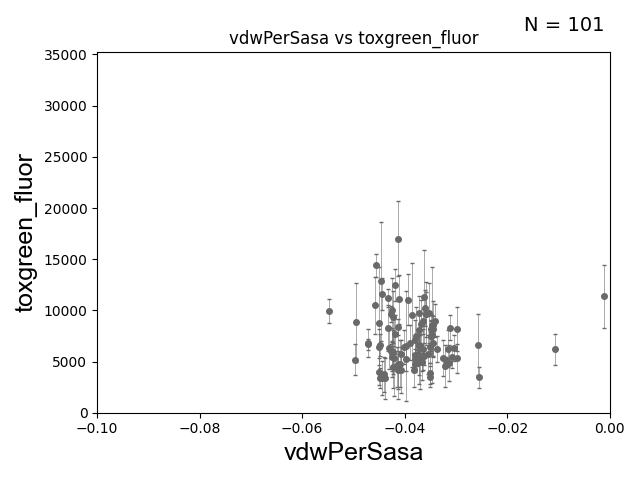 N = 101
vdwPerSasa vs toxgreen_fluor
35000
30000
25000
20000
15000
10000
5000
0
toxgreen_fluor
−0.10 −0.08 −0.06 −0.04 −0.02 0.00
vdwPerSasa